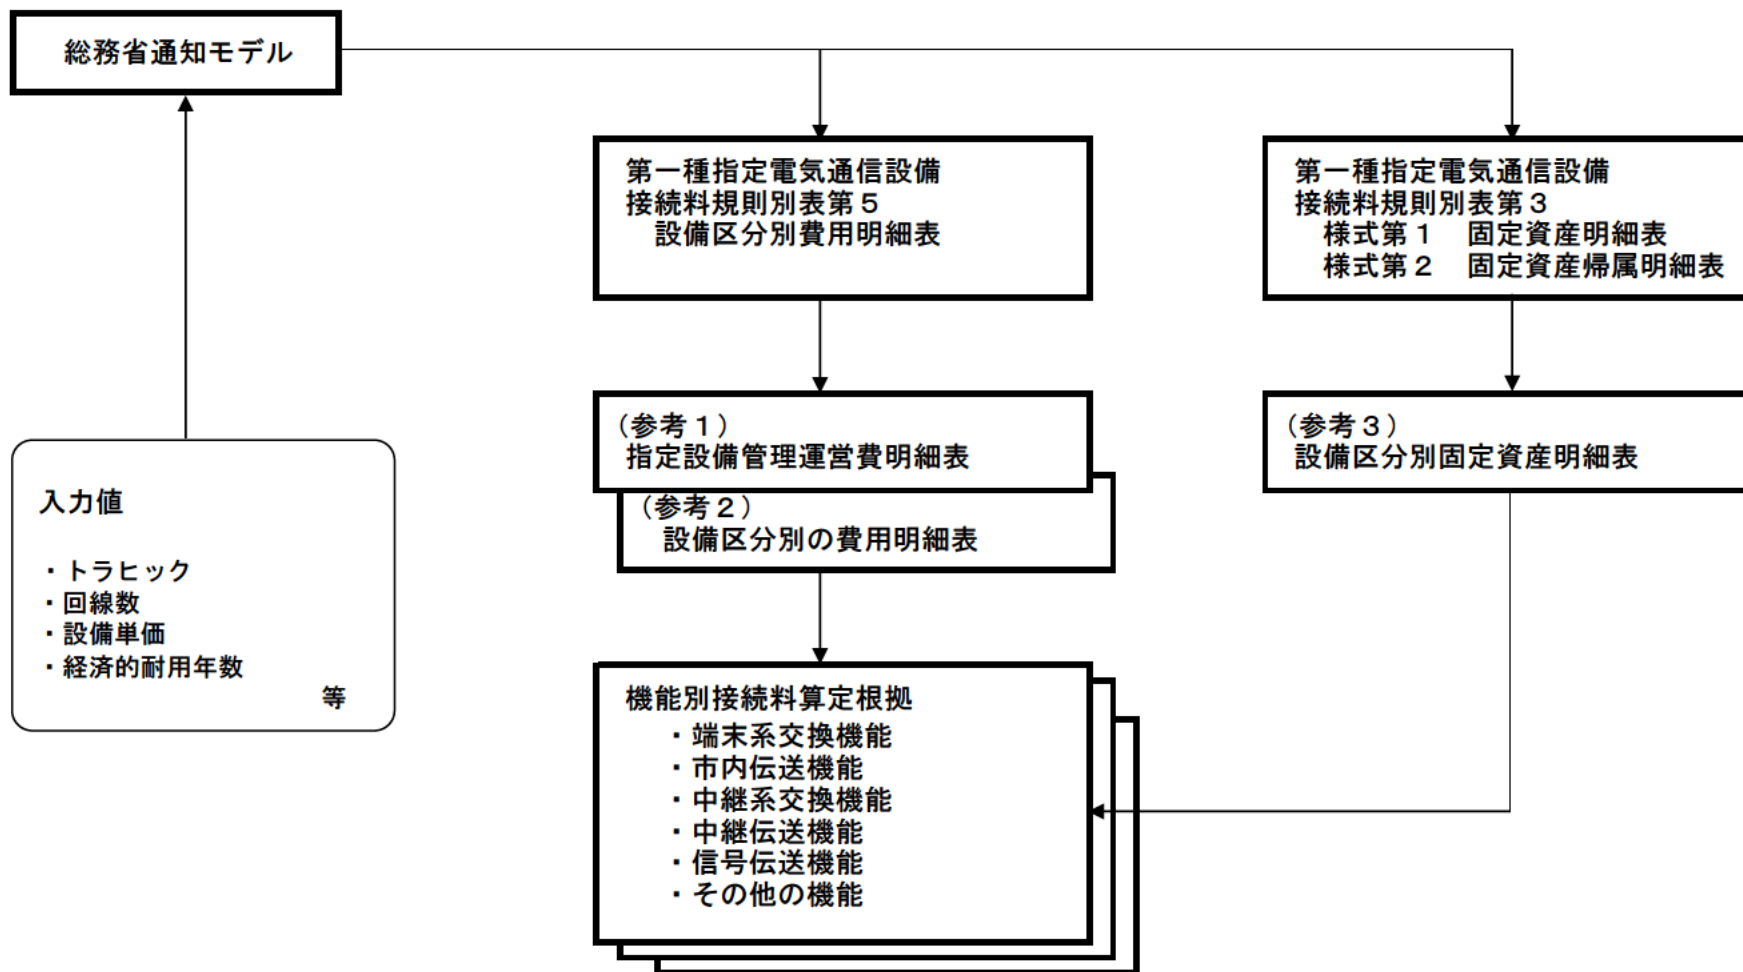 総務省通知モデル
第一種指定電気通信設備
接続料規則別表第５
設備区分別費用明細表
第一種指定電気通信設備
接続料規則別表第３
様式第１　固定資産明細表
様式第２　固定資産帰属明細表
（参考１）
指定設備管理運営費明細表
（参考２）
設備区分別の費用明細表
（参考３）
設備区分別固定資産明細表
入力値
・トラヒック
・回線数
・設備単価
・経済的耐用年数
等
機能別接続料算定根拠
・端末系交換機能
・市内伝送機能
・中継系交換機能
・中継伝送機能
・信号伝送機能
・その他の機能